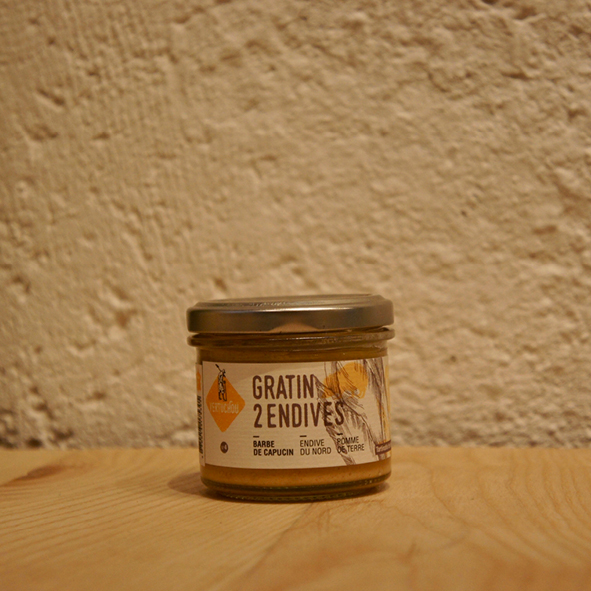 GRATIN
2 ENDIVES
BARBE
DE CAPUCIN
ENDIVE
DU NORD
POMME
DE TERRE